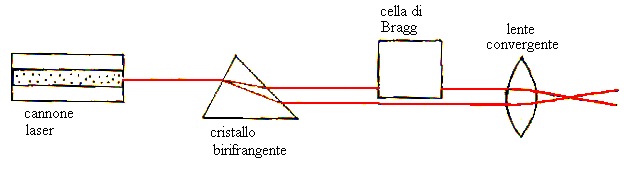 cella di
Bragg
lente
convergente
cannone
laser
cristallo
birifrangente